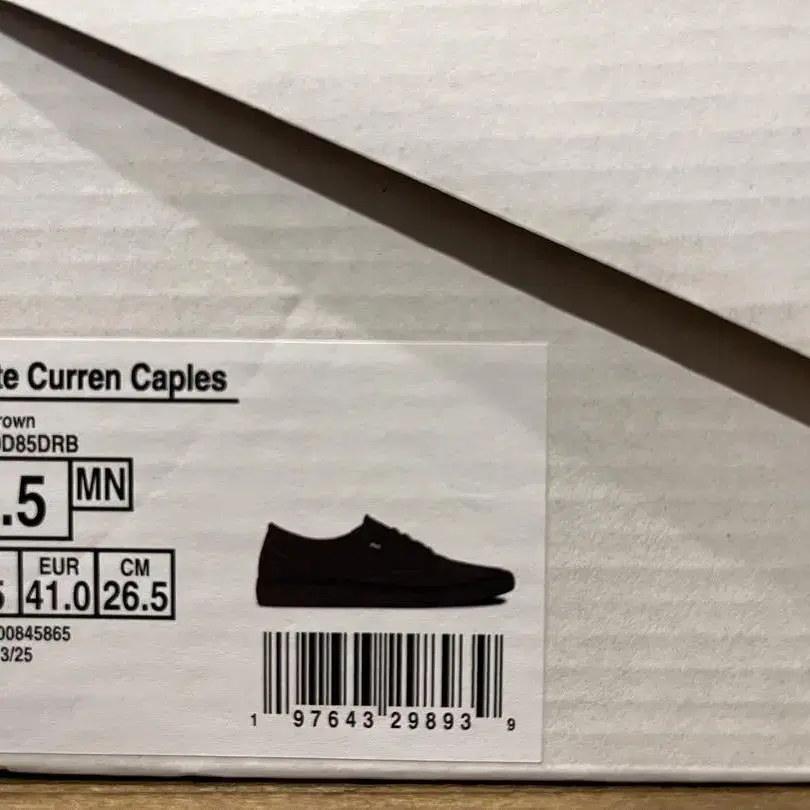 te Curren Caples
rown
D85DRB
.5 MN
5 EUR 41.0 CM 26.5
00845865
3/25
1 97643 29893 9